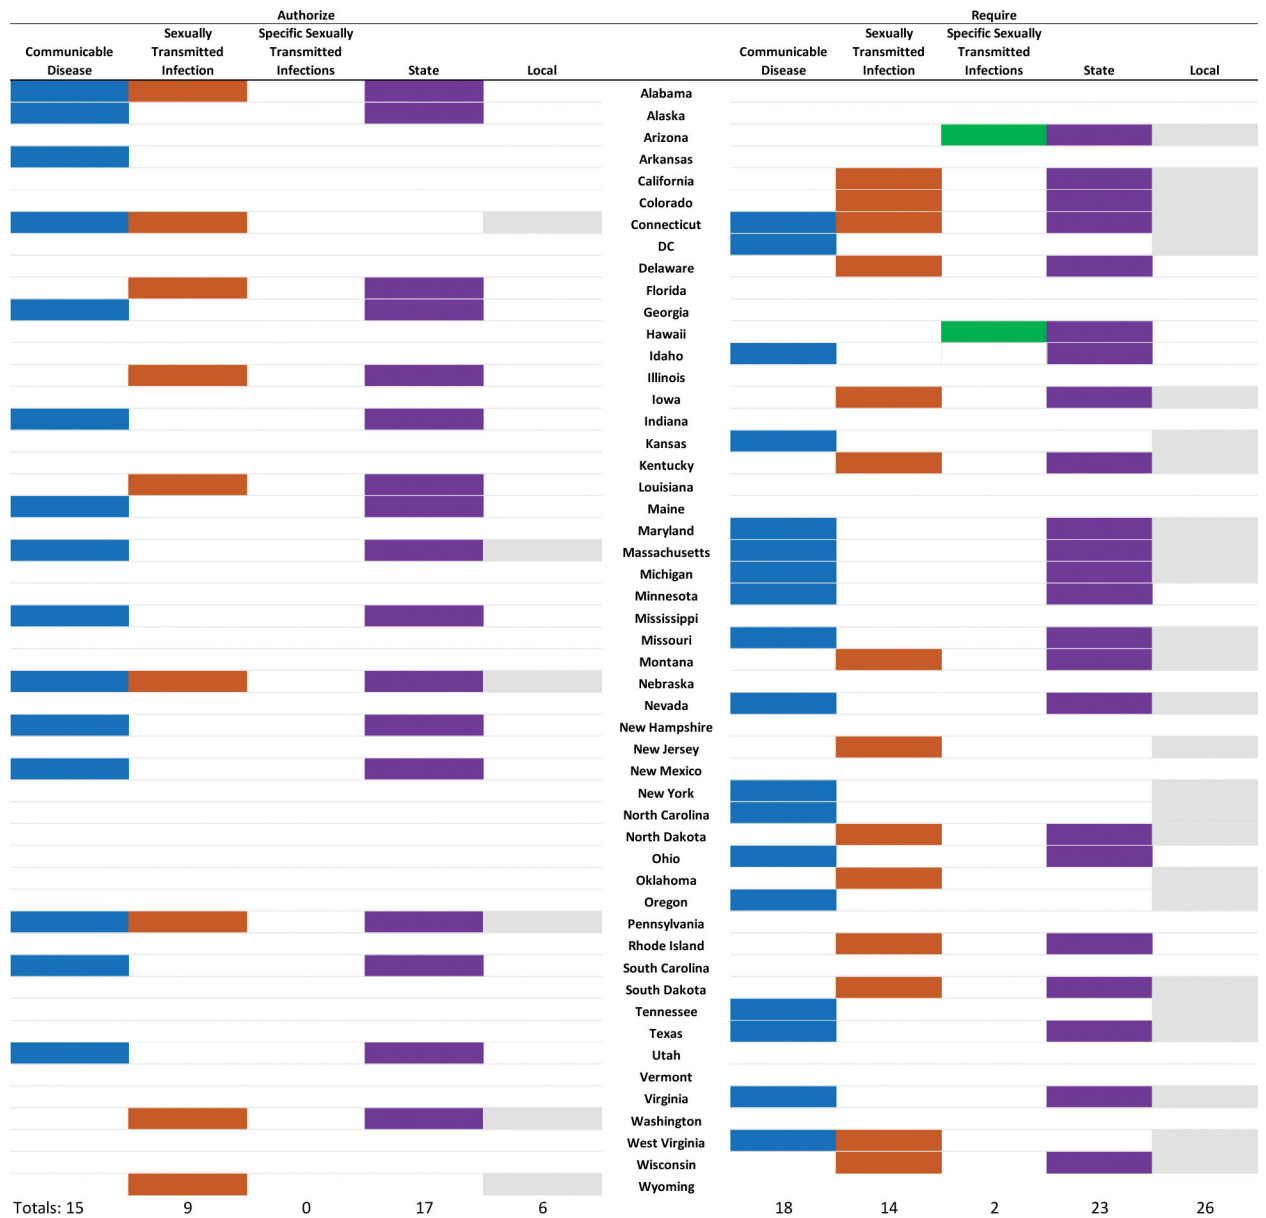 Authorize Require
Sexually Specific Sexually Sexually Specific Sexually
Communicable Transmitted Transmitted Communicable Transmitted Transmitted
Disease Infection Infections State Local Disease Infection Infections State Local
Alabama
Alaska
Arizona
Arkansas
California
Colorado
Connecticut
DC
Delaware
Florida
Georgia
Hawaii
Idaho
Illinois
Iowa
Indiana
Kansas
Kentucky
Louisiana
Maine
Maryland
Massachusetts
Michigan
Minnesota
Mississippi
Missouri
Montana
Nebraska
Nevada
New Hampshire
New Jersey
New Mexico
New York
North Carolina
North Dakota
Ohio
Oklahoma
Oregon
Pennsylvania
Rhode Island
South Carolina
South Dakota
Tennessee
Texas
Utah
Vermont
Virginia
Washington
West Virginia
Wisconsin
Wyoming
Totals: 15 9 0 17 6 18 14 2 23 26